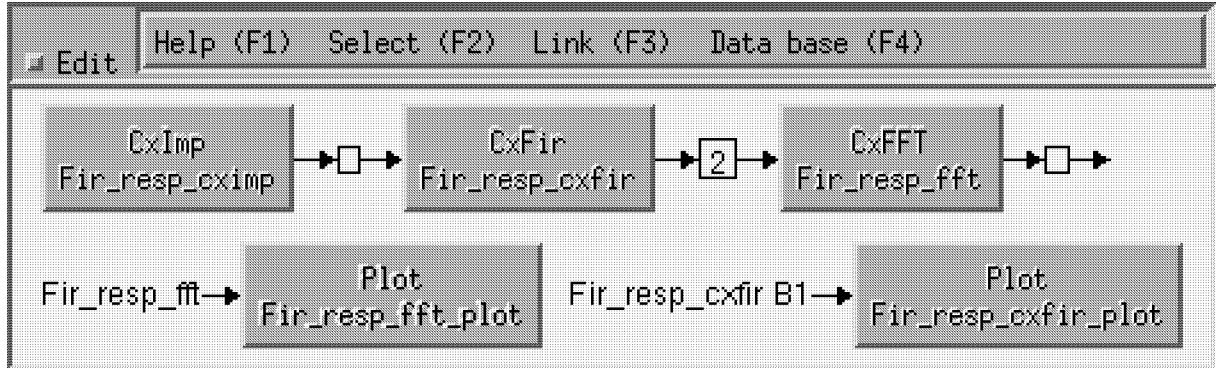 Edit Help (F1) Select (F2) Link (F3) Data base (F4)
CxImp
Fir_resp_cximp
CxFir
Fir_resp_cxfir
2
CxFFT
Fir_resp_fft
Fir_resp_fft
Plot
Fir_resp_fft_plot
Fir_resp_cxfir B1
Plot
Fir_resp_cxfir_plot